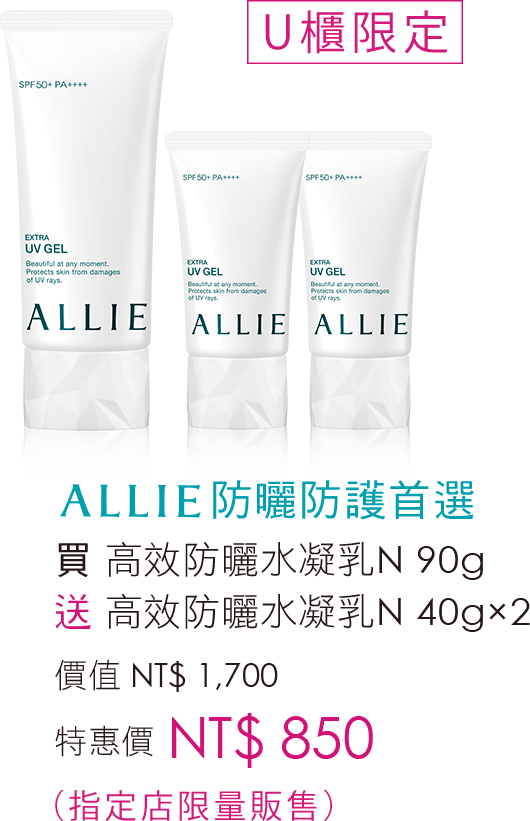 U櫃限定
SPF50+ PA++++
EXTRA
UV GEL
Beautiful at any moment.
Protects skin from damages
of UV rays.
ALLIE
SPF50+ PA++++
EXTRA
UV GEL
Beautiful at any moment.
Protects skin from damages
of UV rays.
ALLIE
SPF50+ PA++++
EXTRA
UV GEL
Beautiful at any moment.
Protects skin from damages
of UV rays.
ALLIE
ALLIE防曬防護首選
買 高效防曬水凝乳N 90g
送 高效防曬水凝乳N 40g×2
價值 NT$ 1,700
特惠價 NT$ 850
（指定店限量販售）